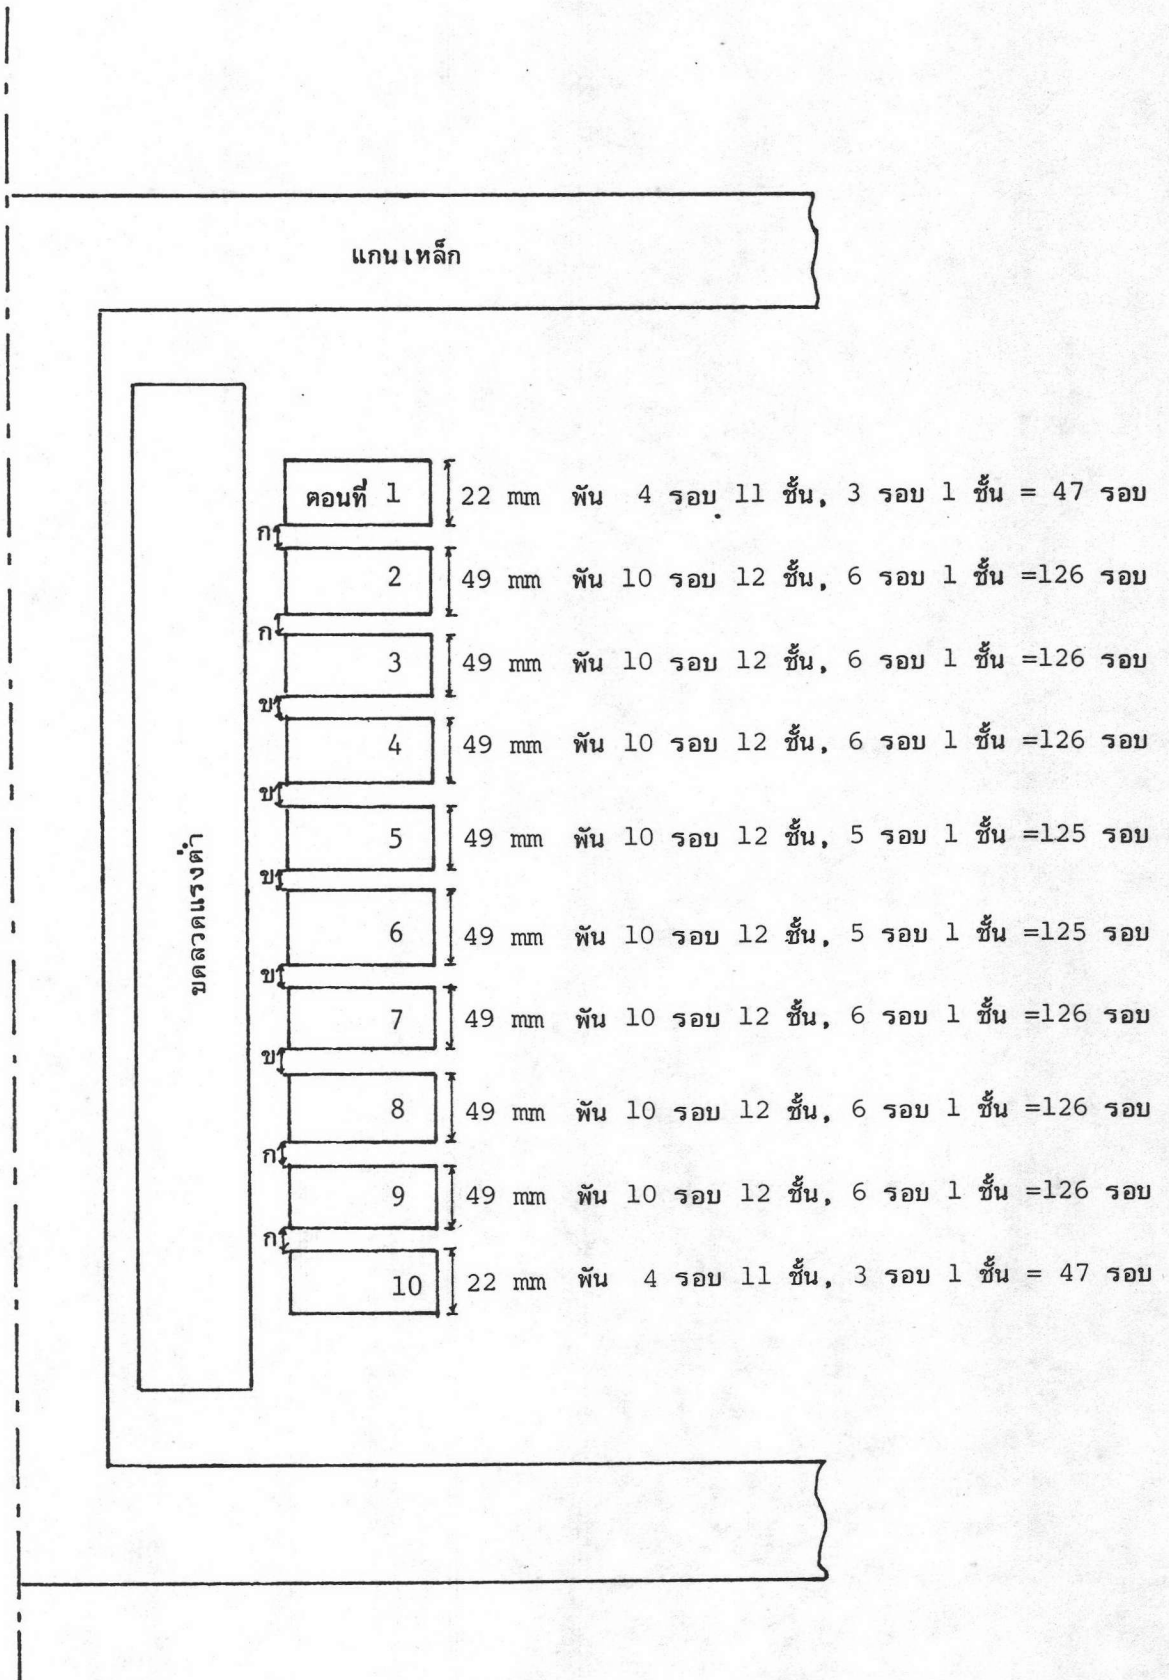 แกนเหล็ก
ตอนที่ 1 22 mm พัน 4 รอบ 11 ชั้น, 3 รอบ 1 ชั้น = 47 รอบ
ก
2 49 mm พัน 10 รอบ 12 ชั้น, 6 รอบ 1 ชั้น =126 รอบ
ก
3 49 mm พัน 10 รอบ 12 ชั้น, 6 รอบ 1 ชั้น =126 รอบ
ข
4 49 mm พัน 10 รอบ 12 ชั้น, 6 รอบ 1 ชั้น =126 รอบ
ข
5 49 mm พัน 10 รอบ 12 ชั้น, 5 รอบ 1 ชั้น =125 รอบ
ข
6 49 mm พัน 10 รอบ 12 ชั้น, 5 รอบ 1 ชั้น =125 รอบ
ข
7 49 mm พัน 10 รอบ 12 ชั้น, 6 รอบ 1 ชั้น =126 รอบ
ข
8 49 mm พัน 10 รอบ 12 ชั้น, 6 รอบ 1 ชั้น =126 รอบ
ก
9 49 mm พัน 10 รอบ 12 ชั้น, 6 รอบ 1 ชั้น =126 รอบ
ก
10 22 mm พัน 4 รอบ 11 ชั้น, 3 รอบ 1 ชั้น = 47 รอบ
ขดลวดแรงต่ำ